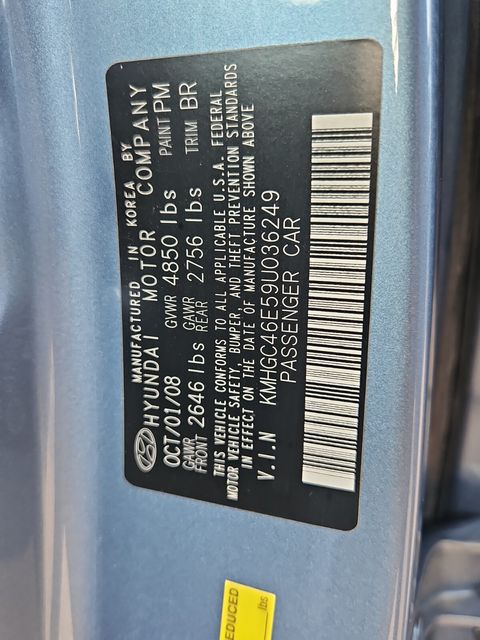 MANUFACTURED IN KOREA BY
HYUNDAI MOTOR COMPANY
OCT/01/08 GVWR 4850 lbs PAINT PM
GAWR FRONT 2646 lbs GAWR REAR 2756 lbs TRIM BR
THIS VEHICLE CONFORMS TO ALL APPLICABLE U.S.A. FEDERAL
MOTOR VEHICLE SAFETY, BUMPER, AND THEFT PREVENTION STANDARDS
IN EFFECT ON THE DATE OF MANUFACTURE SHOWN ABOVE
V.I.N KMHGC46E59U036249
PASSENGER CAR
REDUCED
lbs